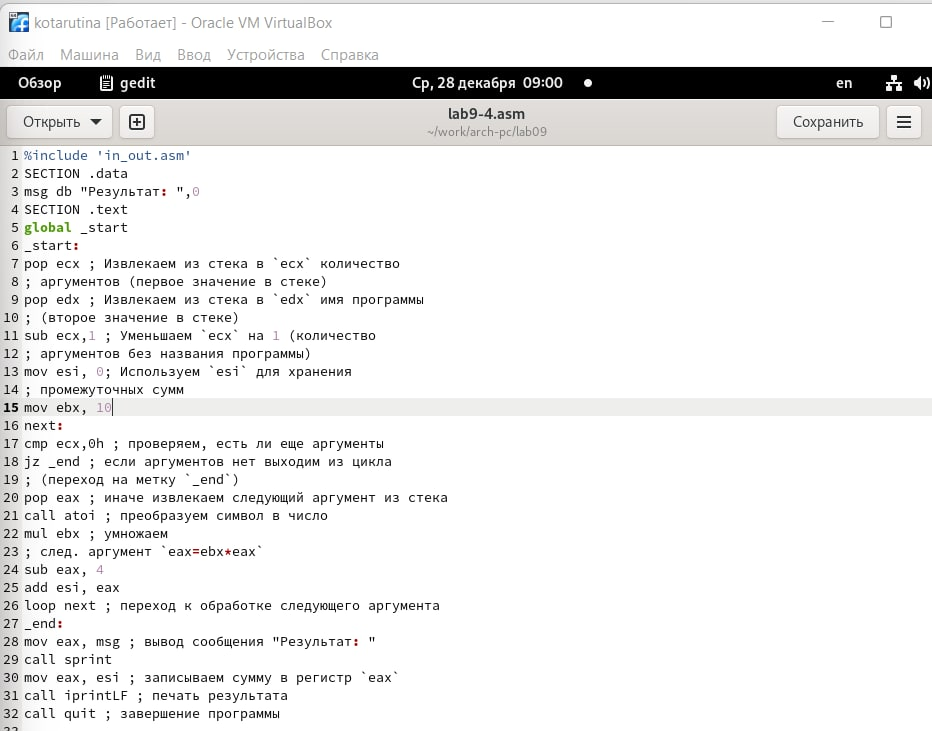 kotarutina [Работает] - Oracle VM VirtualBox
Файл Машина Вид Ввод Устройства Справка
Обзор gedit Ср, 28 декабря 09:00 en
Открыть lab9-4.asm Сохранить
~/work/arch-pc/lab09
1 %include 'in_out.asm'
2 SECTION .data
3 msg db "Результат: ",0
4 SECTION .text
5 global _start
6 _start:
7 pop ecx ; Извлекаем из стека в `ecx` количество
8 ; аргументов (первое значение в стеке)
9 pop edx ; Извлекаем из стека в `edx` имя программы
10 ; (второе значение в стеке)
11 sub ecx,1 ; Уменьшаем `ecx` на 1 (количество
12 ; аргументов без названия программы)
13 mov esi, 0; Используем `esi` для хранения
14 ; промежуточных сумм
15 mov ebx, 10
16 next:
17 cmp ecx,0h ; проверяем, есть ли еще аргументы
18 jz _end ; если аргументов нет выходим из цикла
19 ; (переход на метку `_end`)
20 pop eax ; иначе извлекаем следующий аргумент из стека
21 call atoi ; преобразуем символ в число
22 mul ebx ; умножаем
23 ; след. аргумент `eax=ebx*eax`
24 sub eax, 4
25 add esi, eax
26 loop next ; переход к обработке следующего аргумента
27 _end:
28 mov eax, msg ; вывод сообщения "Результат: "
29 call sprint
30 mov eax, esi ; записываем сумму в регистр `eax`
31 call iprintLF ; печать результата
32 call quit ; завершение программы
33